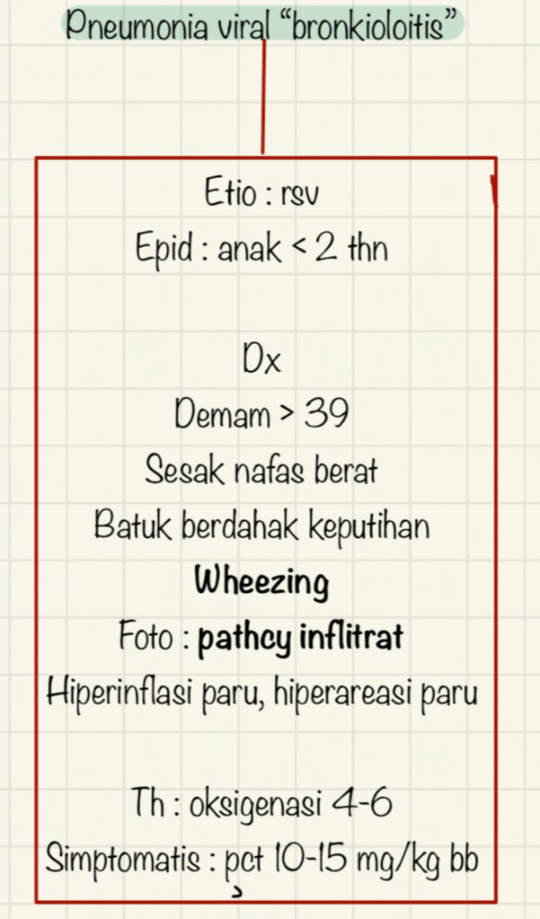 Pneumonia viral “bronkioloitis”
Etio : rsv
Epid : anak < 2 thn
Dx
Demam > 39
Sesak nafas berat
Batuk berdahak keputihan
Wheezing
Foto : pathcy inflitrat
Hiperinflasi paru, hiperareasi paru
Th : oksigenasi 4-6
Simptomatis : pct 10-15 mg/kg bb